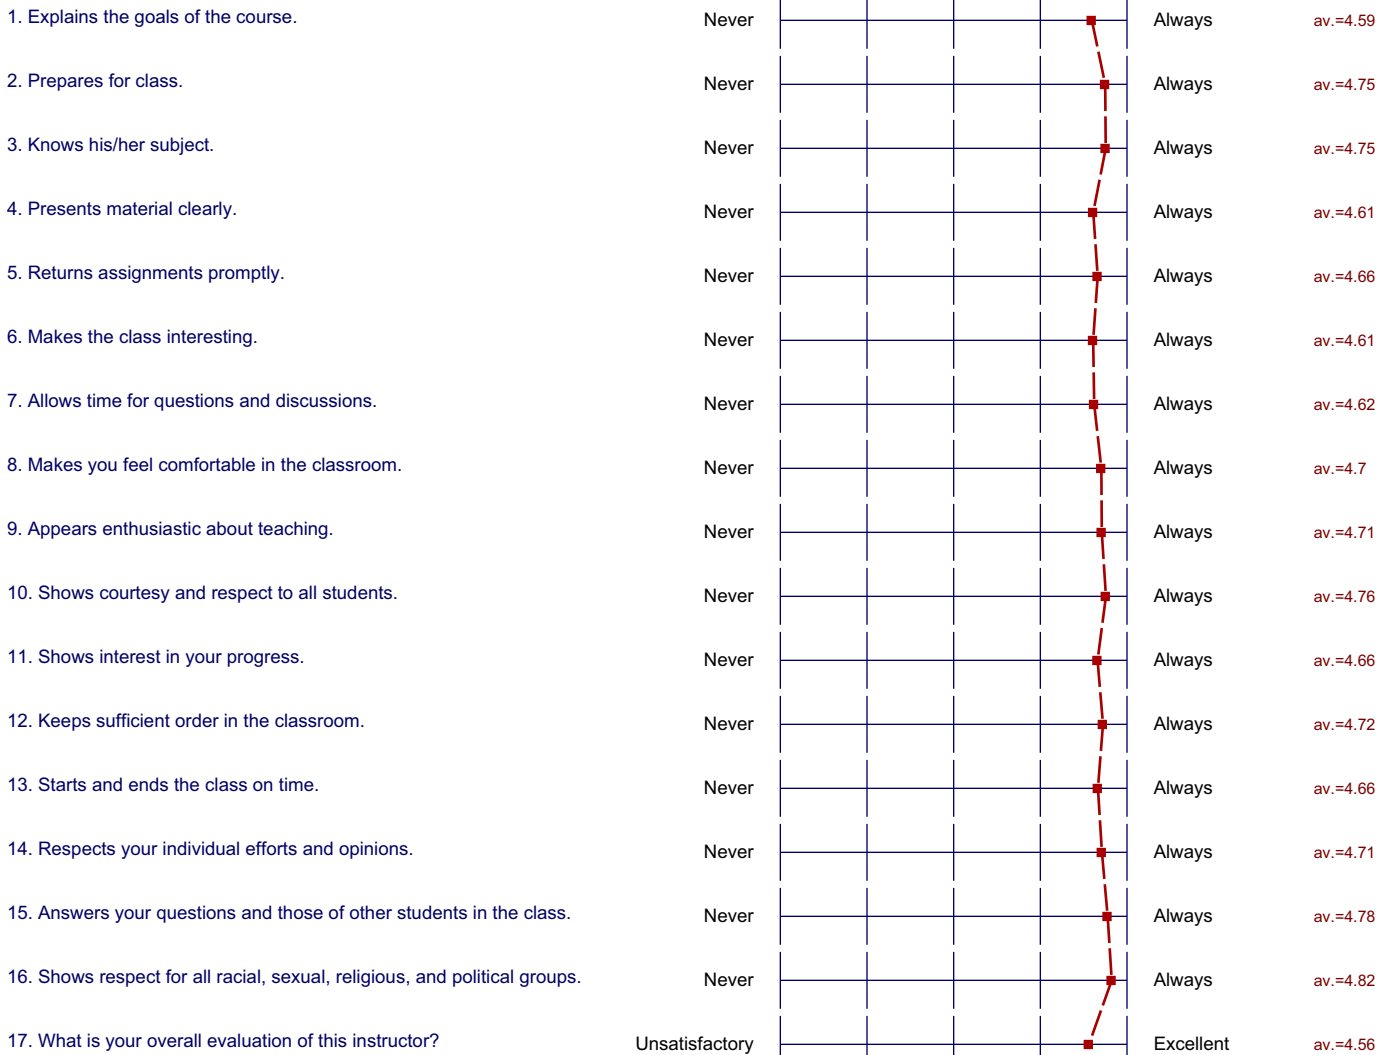 1. Explains the goals of the course. Never Always av.=4.59
2. Prepares for class. Never Always av.=4.75
3. Knows his/her subject. Never Always av.=4.75
4. Presents material clearly. Never Always av.=4.61
5. Returns assignments promptly. Never Always av.=4.66
6. Makes the class interesting. Never Always av.=4.61
7. Allows time for questions and discussions. Never Always av.=4.62
8. Makes you feel comfortable in the classroom. Never Always av.=4.7
9. Appears enthusiastic about teaching. Never Always av.=4.71
10. Shows courtesy and respect to all students. Never Always av.=4.76
11. Shows interest in your progress. Never Always av.=4.66
12. Keeps sufficient order in the classroom. Never Always av.=4.72
13. Starts and ends the class on time. Never Always av.=4.66
14. Respects your individual efforts and opinions. Never Always av.=4.71
15. Answers your questions and those of other students in the class. Never Always av.=4.78
16. Shows respect for all racial, sexual, religious, and political groups. Never Always av.=4.82
17. What is your overall evaluation of this instructor? Unsatisfactory Excellent av.=4.56